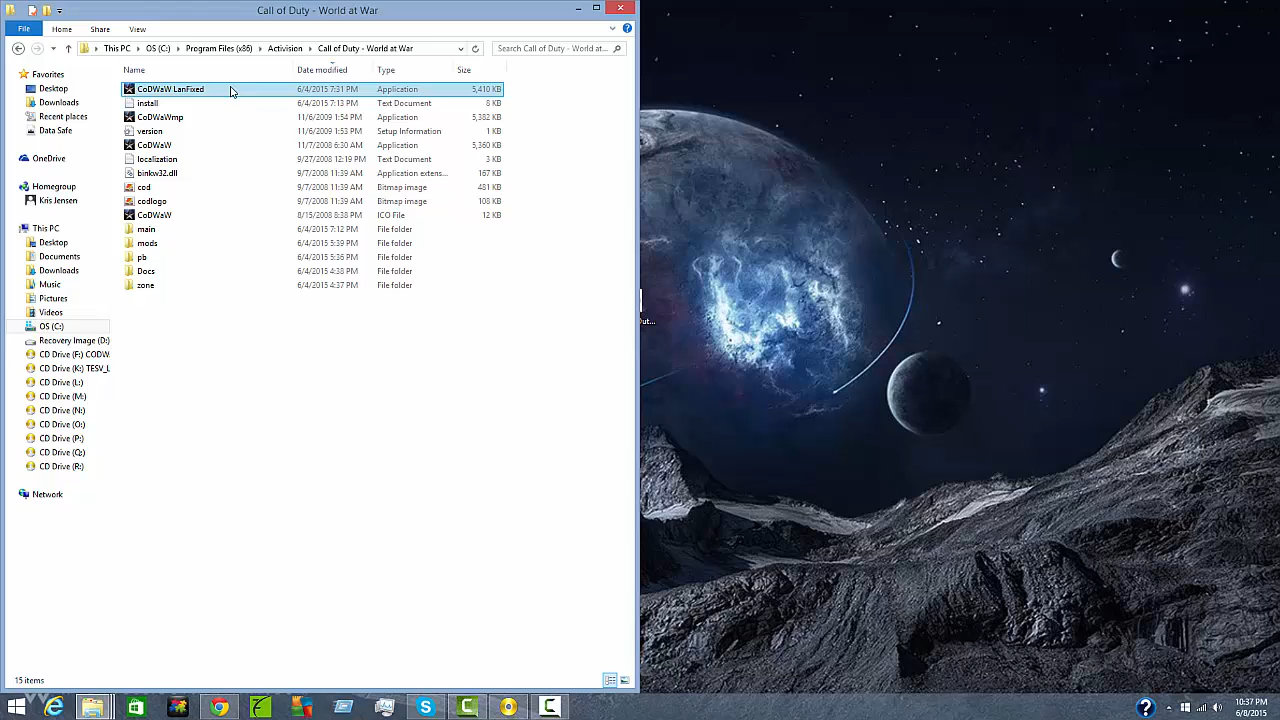 Call of Duty - World at War
File Home Share View
This PC OS (C:) Program Files (x86) Activision Call of Duty - World at War Search Call of Duty - World at...
Name Date modified Type Size
Favorites
Desktop
Downloads
Recent places
Data Safe
OneDrive
Homegroup
Kris Jensen
This PC
Desktop
Documents
Downloads
Music
Pictures
Videos
OS (C:)
Recovery Image (D:)
CD Drive (F:) CODW
CD Drive (K:) TESV_L
CD Drive (L:)
CD Drive (M:)
CD Drive (N:)
CD Drive (O:)
CD Drive (P:)
CD Drive (Q:)
CD Drive (R:)
Network
CoDWaW LanFixed 6/4/2015 7:31 PM Application 5,410 KB
install 6/4/2015 7:13 PM Text Document 8 KB
CoDWaWmp 11/6/2009 1:54 PM Application 5,382 KB
version 11/6/2009 1:53 PM Setup Information 1 KB
CoDWaW 11/7/2008 6:30 AM Application 5,360 KB
localization 9/27/2008 12:19 PM Text Document 3 KB
binkw32.dll 9/7/2008 11:39 AM Application extens... 167 KB
cod 9/7/2008 11:39 AM Bitmap image 481 KB
codlogo 9/7/2008 11:39 AM Bitmap image 108 KB
CoDWaW 8/15/2008 8:38 PM ICO File 12 KB
main 6/4/2015 7:12 PM File folder
mods 6/4/2015 5:39 PM File folder
pb 6/4/2015 5:36 PM File folder
Docs 6/4/2015 4:38 PM File folder
zone 6/4/2015 4:37 PM File folder
15 items
10:37 PM
6/8/2015